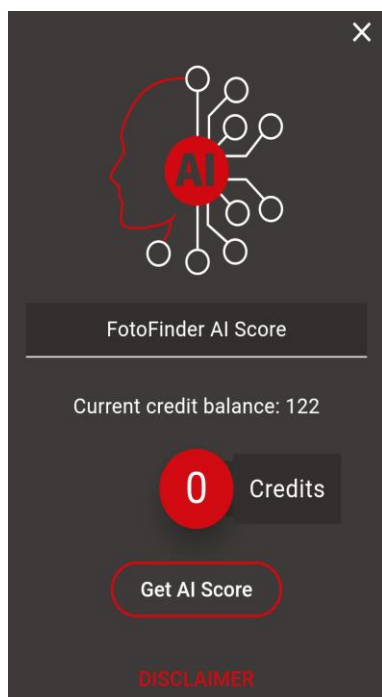 AI
FotoFinder AI Score
Current credit balance: 122
0 Credits
Get AI Score
DISCLAIMER